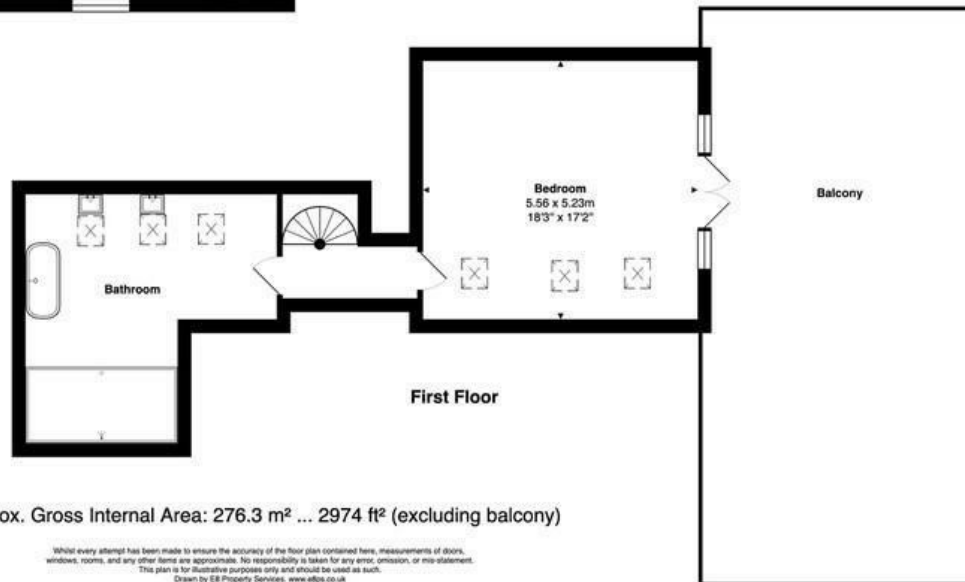 Bedroom
5.56 x 5.23m
18'3" x 17'2"
Balcony
Bathroom
First Floor
ox. Gross Internal Area: 276.3 m² ... 2974 ft² (excluding balcony)
Whilst every attempt has been made to ensure the accuracy of the floor plan contained here, measurements of doors,
windows, rooms, and any other items are approximate. No responsibility is taken for any error, omission, or mis-statement.
This plan is for illustrative purposes only and should be used as such.
Drawn by E8 Property Services. www.e8ps.co.uk